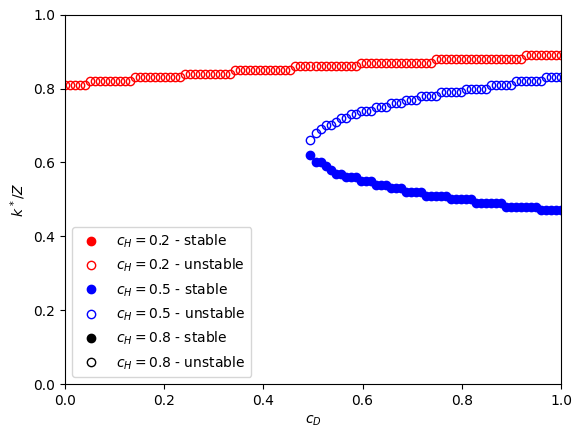 1.0
0.8
0.6
0.4
0.2
0.0
k*/Z
c_H = 0.2 - stable
c_H = 0.2 - unstable
c_H = 0.5 - stable
c_H = 0.5 - unstable
c_H = 0.8 - stable
c_H = 0.8 - unstable
0.0 0.2 0.4 0.6 0.8 1.0
c_D